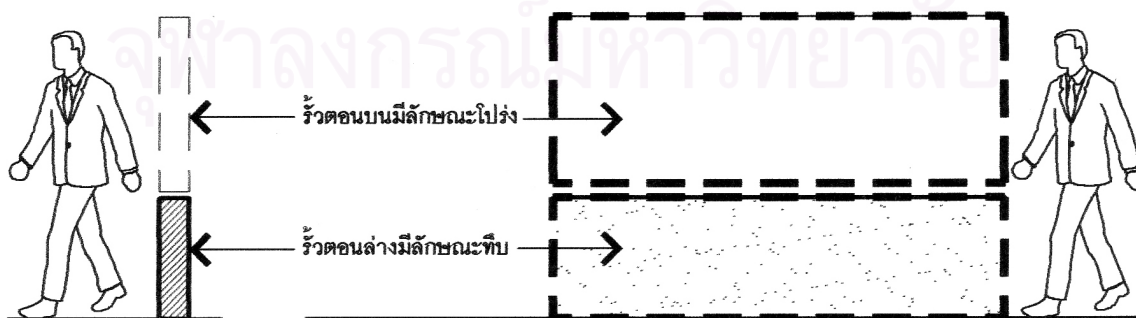 จุฬาลงกรณ์มหาวิทยาลัย
รั้วตอนบนมีลักษณะโปร่ง
รั้วตอนล่างมีลักษณะทึบ